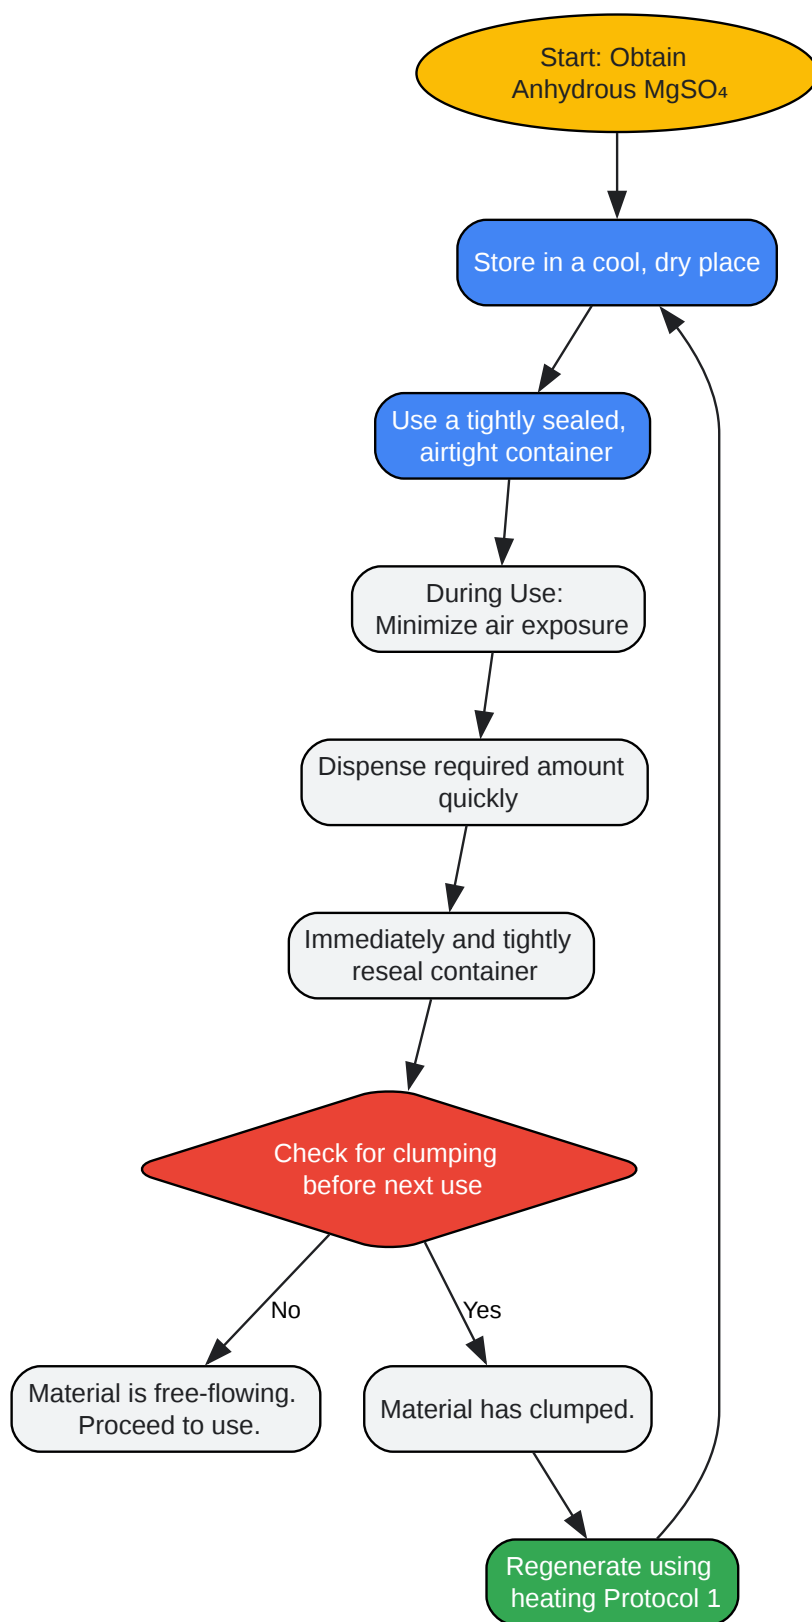 Start: Obtain
Anhydrous MgSO₄
Store in a cool, dry place
Use a tightly sealed,
airtight container
During Use:
Minimize air exposure
Dispense required amount
quickly
Immediately and tightly
reseal container
Check for clumping
before next use
No
Yes
Material is free-flowing.
Proceed to use.
Material has clumped.
Regenerate using
heating Protocol 1